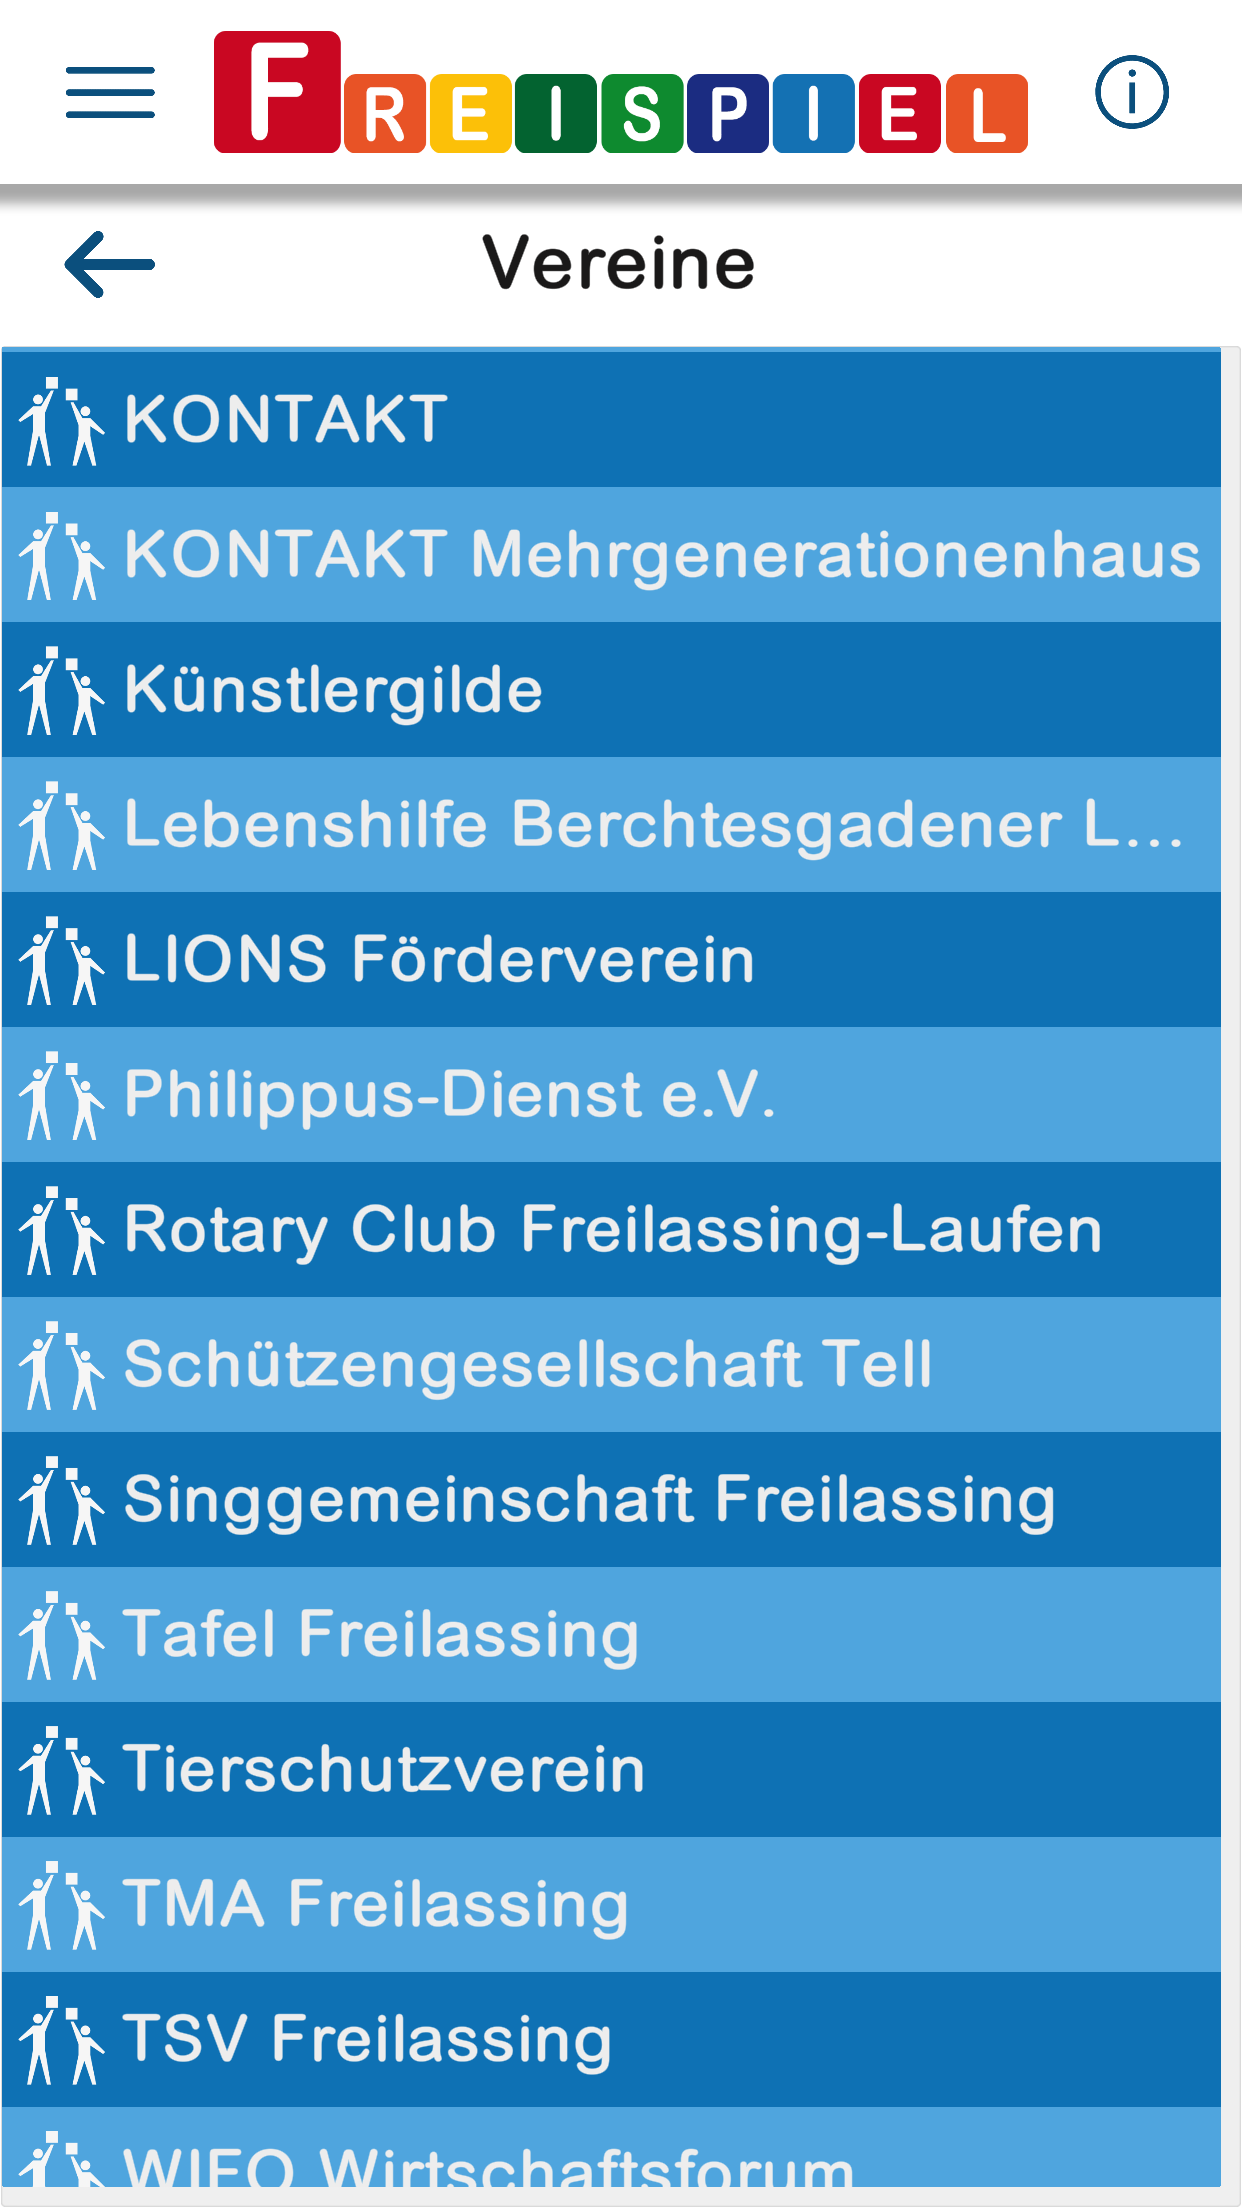 FREISPIEL
Vereine
KONTAKT
KONTAKT Mehrgenerationenhaus
Künstlergilde
Lebenshilfe Berchtesgadener L...
LIONS Förderverein
Philippus-Dienst e.V.
Rotary Club Freilassing-Laufen
Schützengesellschaft Tell
Singgemeinschaft Freilassing
Tafel Freilassing
Tierschutzverein
TMA Freilassing
TSV Freilassing
WIFO Wirtschaftsforum